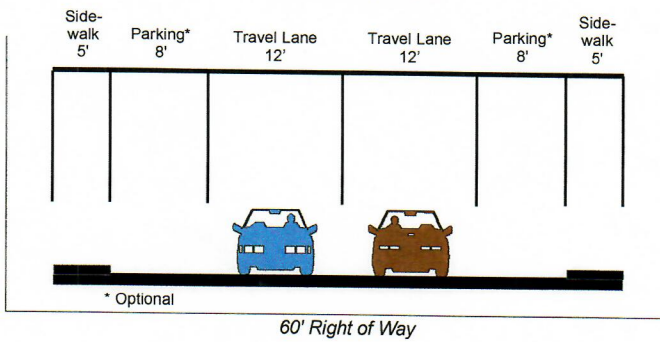 Side-
walk
5'
Parking*
8'
Travel Lane
12'
Travel Lane
12'
Parking*
8'
Side-
walk
5'
* Optional
60' Right of Way